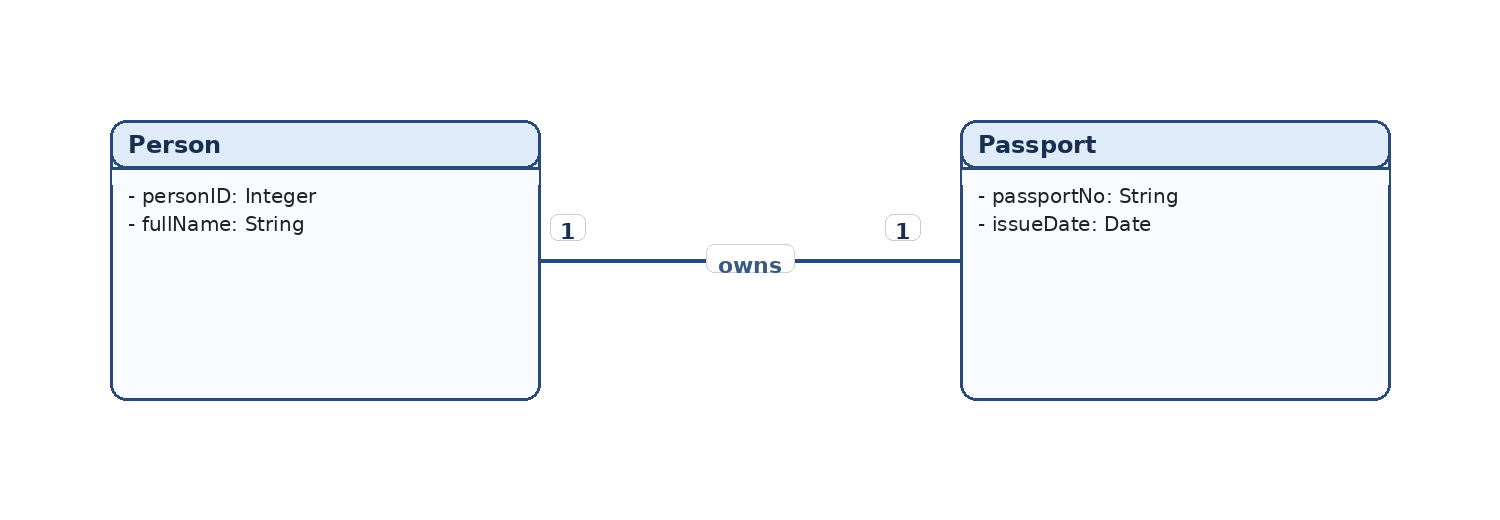 Person
- personID: Integer
- fullName: String
1
owns
1
Passport
- passportNo: String
- issueDate: Date